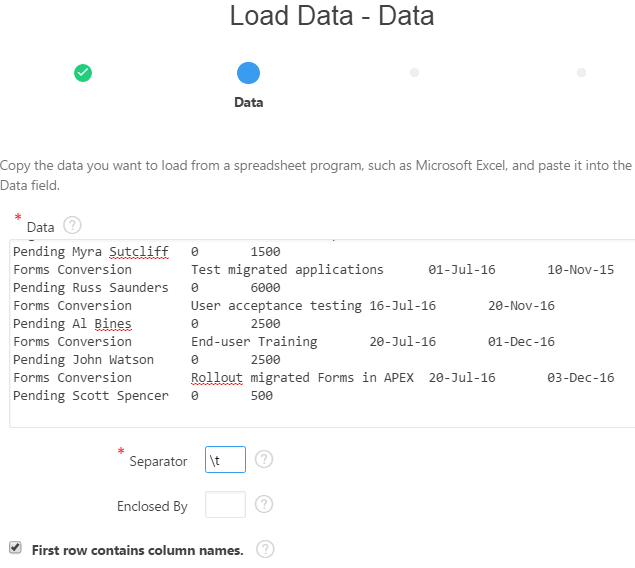 Load Data - Data
Data
Copy the data you want to load from a spreadsheet program, such as Microsoft Excel, and paste it into the
Data field.
* Data ?
Pending Myra Sutcliff 0 1500
Forms Conversion Test migrated applications 01-Jul-16 10-Nov-15
Pending Russ Saunders 0 6000
Forms Conversion User acceptance testing 16-Jul-16 20-Nov-16
Pending Al Bines 0 2500
Forms Conversion End-user Training 20-Jul-16 01-Dec-16
Pending John Watson 0 2500
Forms Conversion Rollout migrated Forms in APEX 20-Jul-16 03-Dec-16
Pending Scott Spencer 0 500
* Separator \t ?
Enclosed By ?
First row contains column names. ?